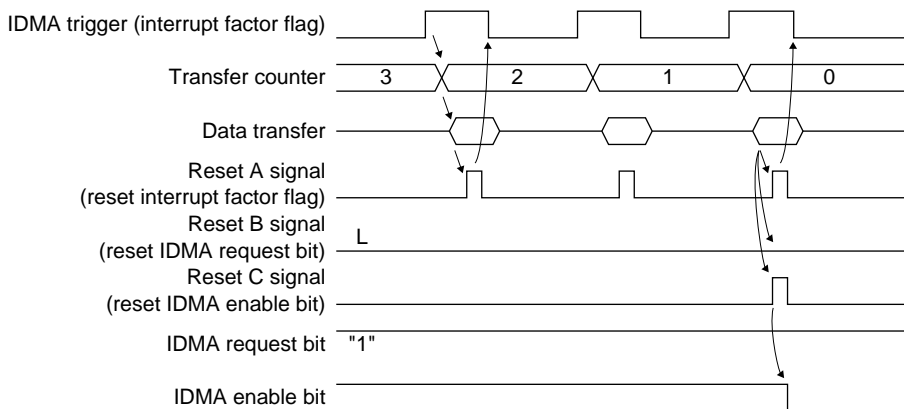 IDMA trigger (interrupt factor flag)
Transfer counter 3 2 1 0
Data transfer
Reset A signal
(reset interrupt factor flag)
Reset B signal
(reset IDMA request bit) L
Reset C signal
(reset IDMA enable bit)
IDMA request bit "1"
IDMA enable bit